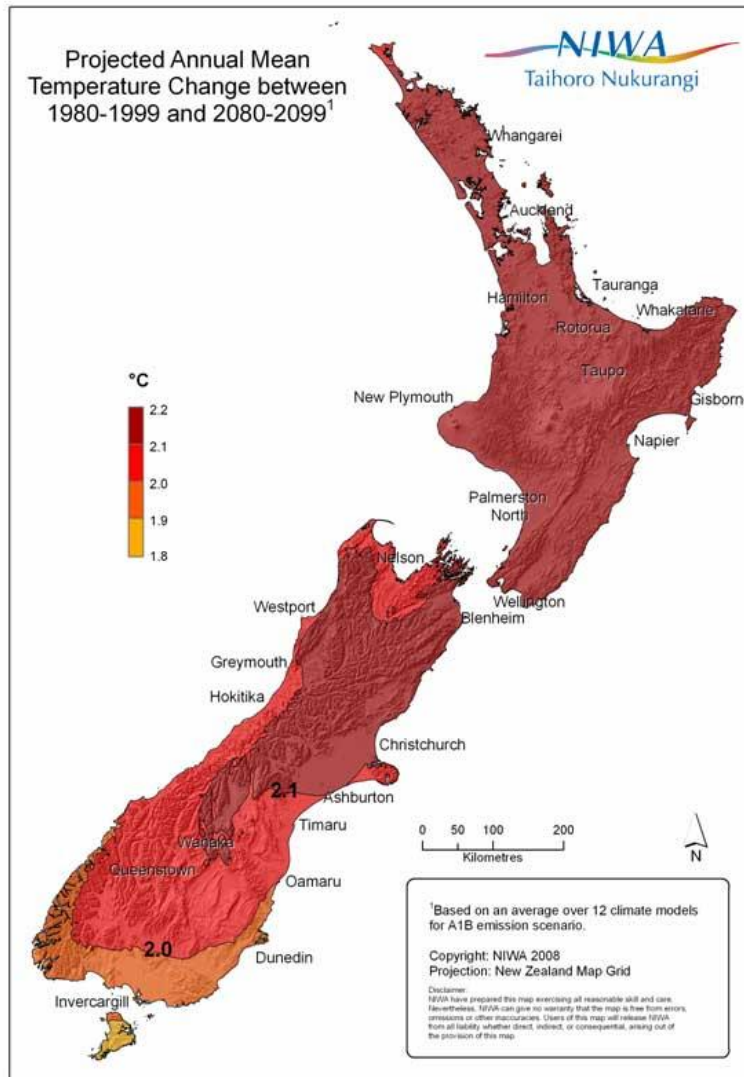 Projected Annual Mean
Temperature Change between
1980-1999 and 2080-2099¹
NIWA
Taihoro Nukurangi
Whangarei
Auckland
Hamilton
Tauranga
Whakatane
Rotorua
Taupo
Gisborn
New Plymouth
Napier
°C
2.2
2.1
2.0
1.9
1.8
Palmerston
North
Nelson
Wellington
Blenheim
Westport
Greymouth
Hokitika
Christchurch
2.1
Ashburton
Timaru
Wanaka
Queenstown
Oamaru
2.0
Dunedin
Invercargill
0 50 100 200
Kilometres
N
¹Based on an average over 12 climate models
for A1B emission scenario.
Copyright: NIWA 2008
Projection: New Zealand Map Grid
Disclaimer:
NIWA have prepared this map exercising all reasonable skill and care.
Nevertheless, NIWA can give no warranty that the map is free from errors,
omissions or other inaccuracies. Users of this map will release NIWA
from all liability whether direct, indirect, or consequential, arising out of
the provision of this map.